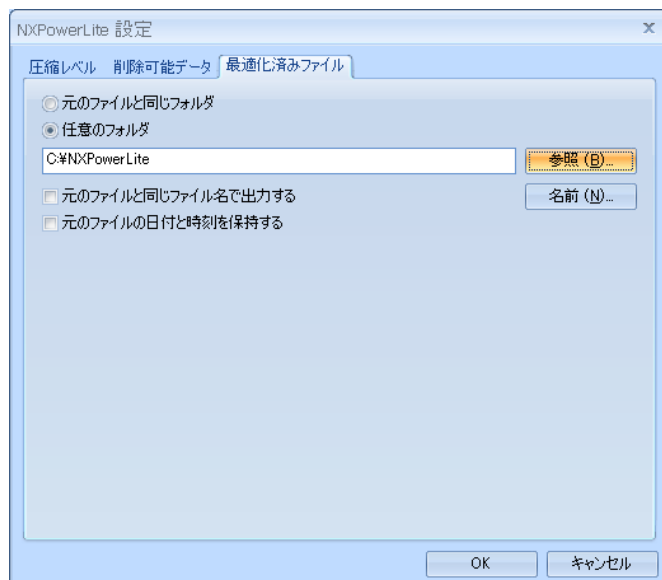 NXPowerLite 設定
圧縮レベル 削除可能データ 最適化済みファイル
元のファイルと同じフォルダ
任意のフォルダ
C:¥NXPowerLite 参照 (B)...
元のファイルと同じファイル名で出力する 名前 (N)...
元のファイルの日付と時刻を保持する
OK キャンセル